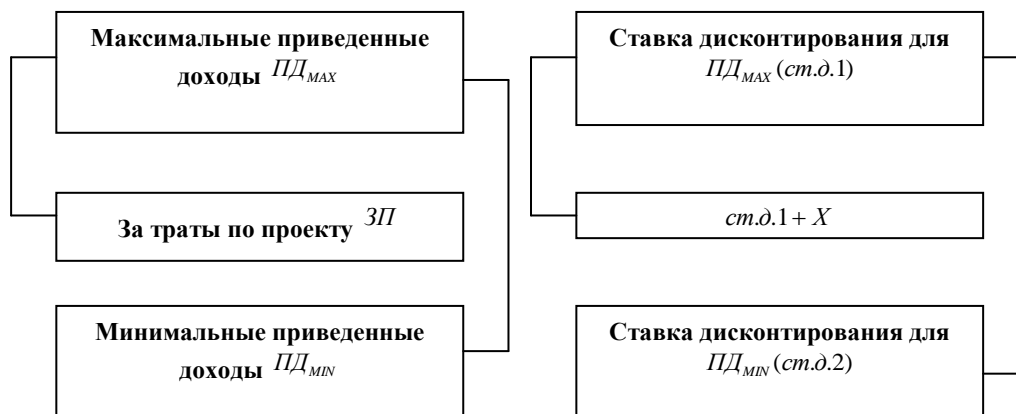 Максимальные приведенные
доходы ПД_MAX
За траты по проекту ЗП
Минимальные приведенные
доходы ПД_MIN
Ставка дисконтирования для
ПД_MAX (ст.д.1)
ст.д.1 + X
Ставка дисконтирования для
ПД_MIN (ст.д.2)